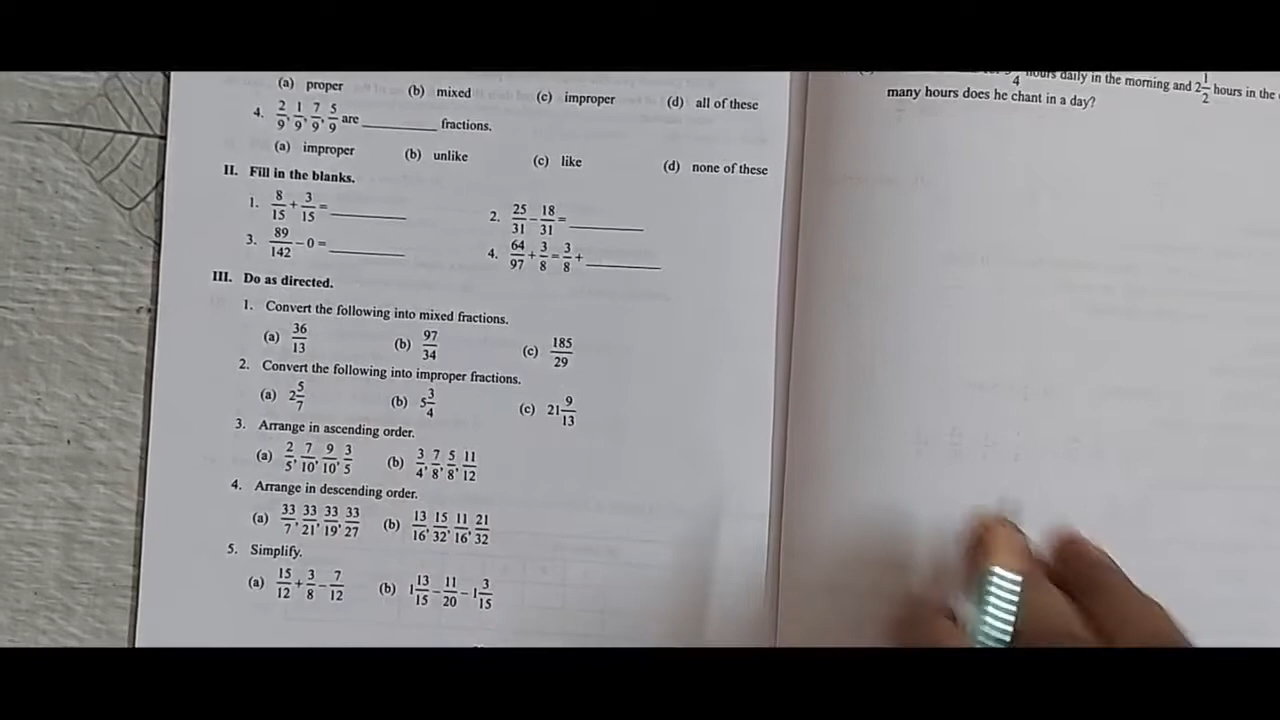 (a) proper (b) mixed (c) improper (d) all of these
4. 2/9, 1/9, 7/9, 5/9 are ________ fractions.
(a) improper (b) unlike (c) like (d) none of these
II. Fill in the blanks.
1. 8/15 + 3/15 = ________ 2. 25/31 – 18/31 = ________
3. 89/142 – 0 = ________ 4. 64/97 + 3/8 = 3/8 + ________
III. Do as directed.
1. Convert the following into mixed fractions.
(a) 36/13 (b) 97/34 (c) 185/29
2. Convert the following into improper fractions.
(a) 2 5/7 (b) 5 3/4 (c) 21 9/13
3. Arrange in ascending order.
(a) 2/5, 7/10, 9/10, 3/5 (b) 3/4, 7/8, 5/8, 11/12
4. Arrange in descending order.
(a) 33/7, 33/21, 33/19, 33/27 (b) 13/16, 15/32, 11/16, 21/32
5. Simplify.
(a) 15/12 + 3/8 – 7/12 (b) 1 13/15 – 11/20 – 1 3/15
hours daily in the morning and 2 1/2 hours in the
many hours does he chant in a day?